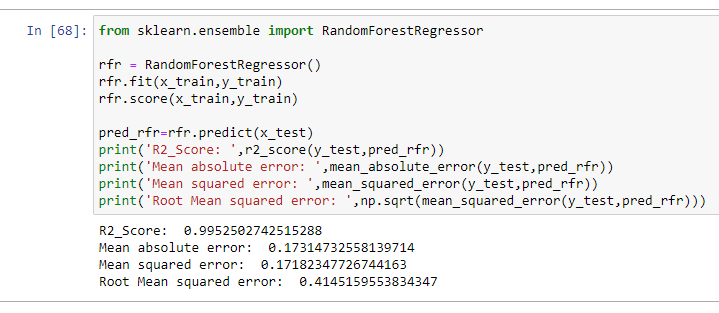 In [68]: from sklearn.ensemble import RandomForestRegressor
rfr = RandomForestRegressor()
rfr.fit(x_train,y_train)
rfr.score(x_train,y_train)
pred_rfr=rfr.predict(x_test)
print('R2_Score: ',r2_score(y_test,pred_rfr))
print('Mean absolute error: ',mean_absolute_error(y_test,pred_rfr))
print('Mean squared error: ',mean_squared_error(y_test,pred_rfr))
print('Root Mean squared error: ',np.sqrt(mean_squared_error(y_test,pred_rfr)))
R2_Score:  0.9952502742515288
Mean absolute error:  0.17314732558139714
Mean squared error:  0.17182347726744163
Root Mean squared error:  0.4145159553834347